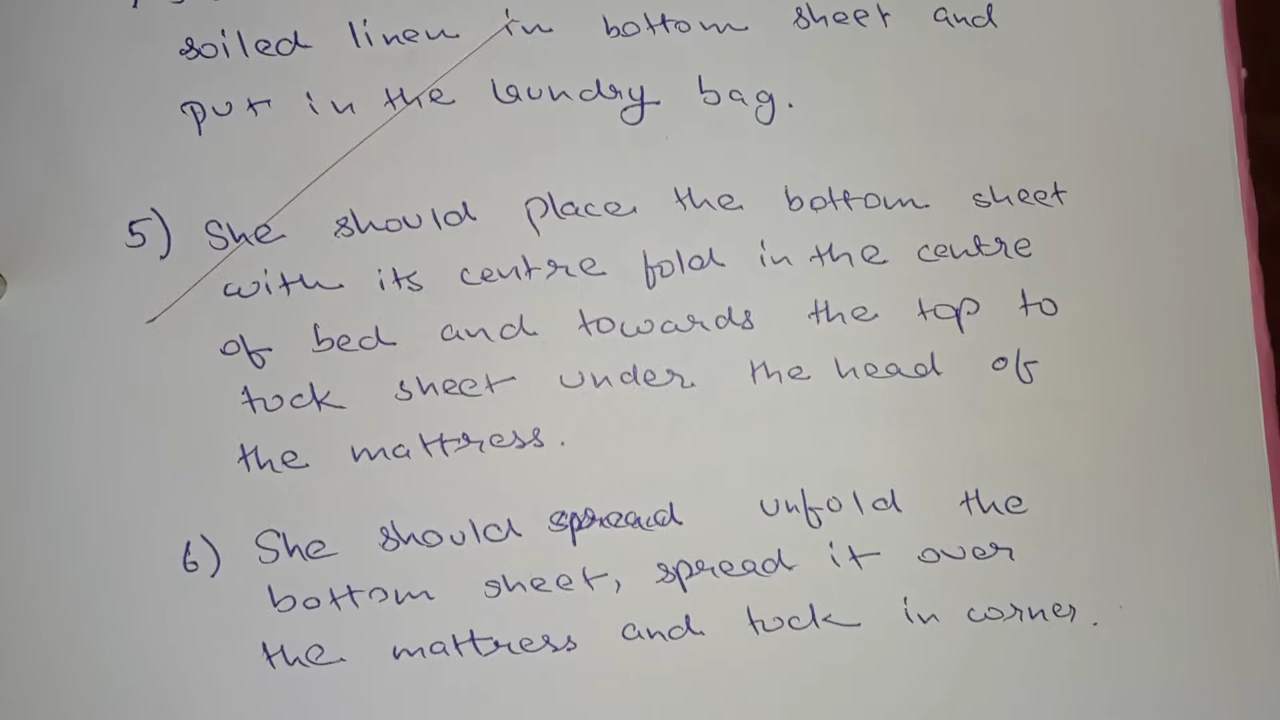 soiled linen in bottom sheet and
put in the laundry bag.
5) She should place the bottom sheet
with its centre fold in the centre
of bed and towards the top to
tuck sheet under the head of
the mattress.
6) She should spread unfold the
bottom sheet, spread it over
the mattress and tuck in corner.